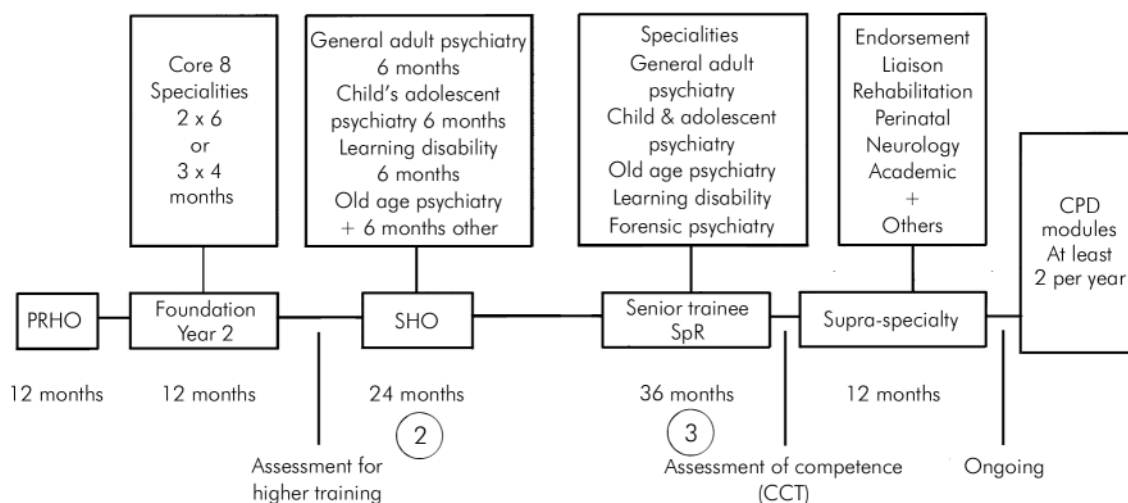 Core 8
Specialities
2 x 6
or
3 x 4
months
General adult psychiatry
6 months
Child's adolescent
psychiatry 6 months
Learning disability
6 months
Old age psychiatry
+ 6 months other
Specialities
General adult
psychiatry
Child & adolescent
psychiatry
Old age psychiatry
Learning disability
Forensic psychiatry
Endorsement
Liaison
Rehabilitation
Perinatal
Neurology
Academic
+
Others
CPD
modules
At least
2 per year
PRHO
Foundation
Year 2
SHO
Senior trainee
SpR
Supra-specialty
12 months
12 months
24 months
36 months
12 months
2
3
Assessment for
higher training
Assessment of competence
(CCT)
Ongoing